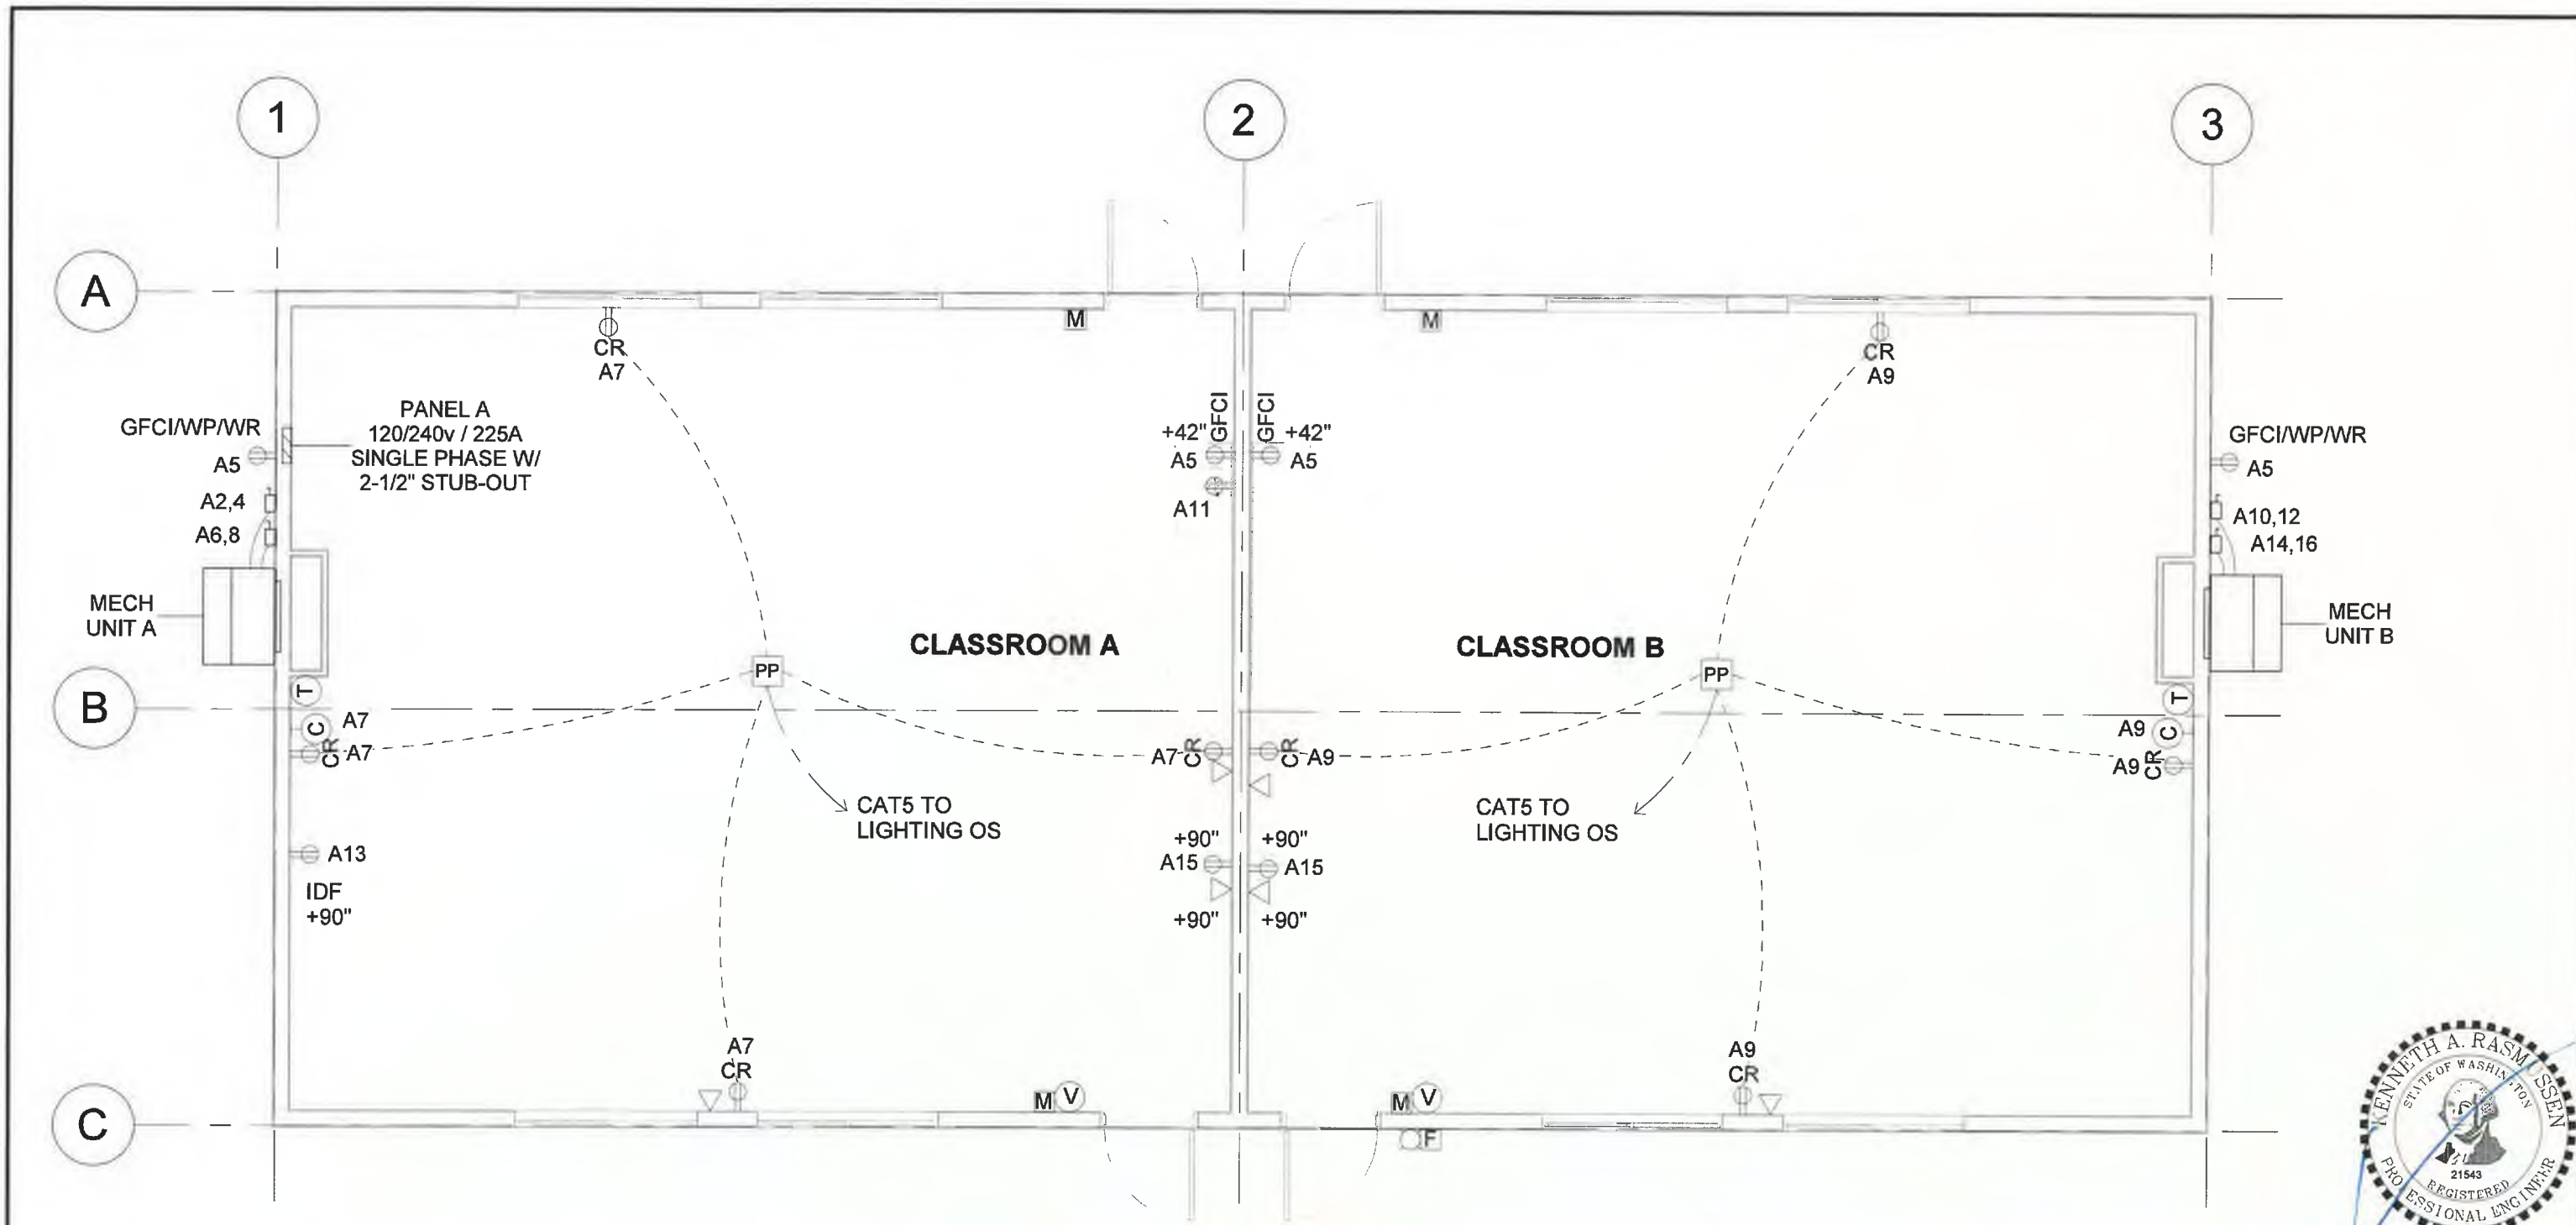 1
2
3
A
B
C
M
M
CR
A7
CR
A9
PANEL A
120/240v / 225A
SINGLE PHASE W/
2-1/2" STUB-OUT
GFCI/WP/WR
A5
A2,4
A6,8
MECH
UNIT A
GFCI
+42"
A5
A11
GFCI
+42"
A5
GFCI/WP/WR
A5
A10,12
A14,16
MECH
UNIT B
CLASSROOM A
CLASSROOM B
PP
PP
T
C
A7
CR
A7
A7
CR
CR
A9
T
A9
C
A9
CR
CAT5 TO
LIGHTING OS
CAT5 TO
LIGHTING OS
A13
IDF
+90"
+90"
A15
+90"
+90"
A15
+90"
A7
CR
A9
CR
M
V
M
V
F
KENNETH A. RASMUSSEN
STATE OF WASHINGTON
21543
REGISTERED
PROFESSIONAL ENGINEER